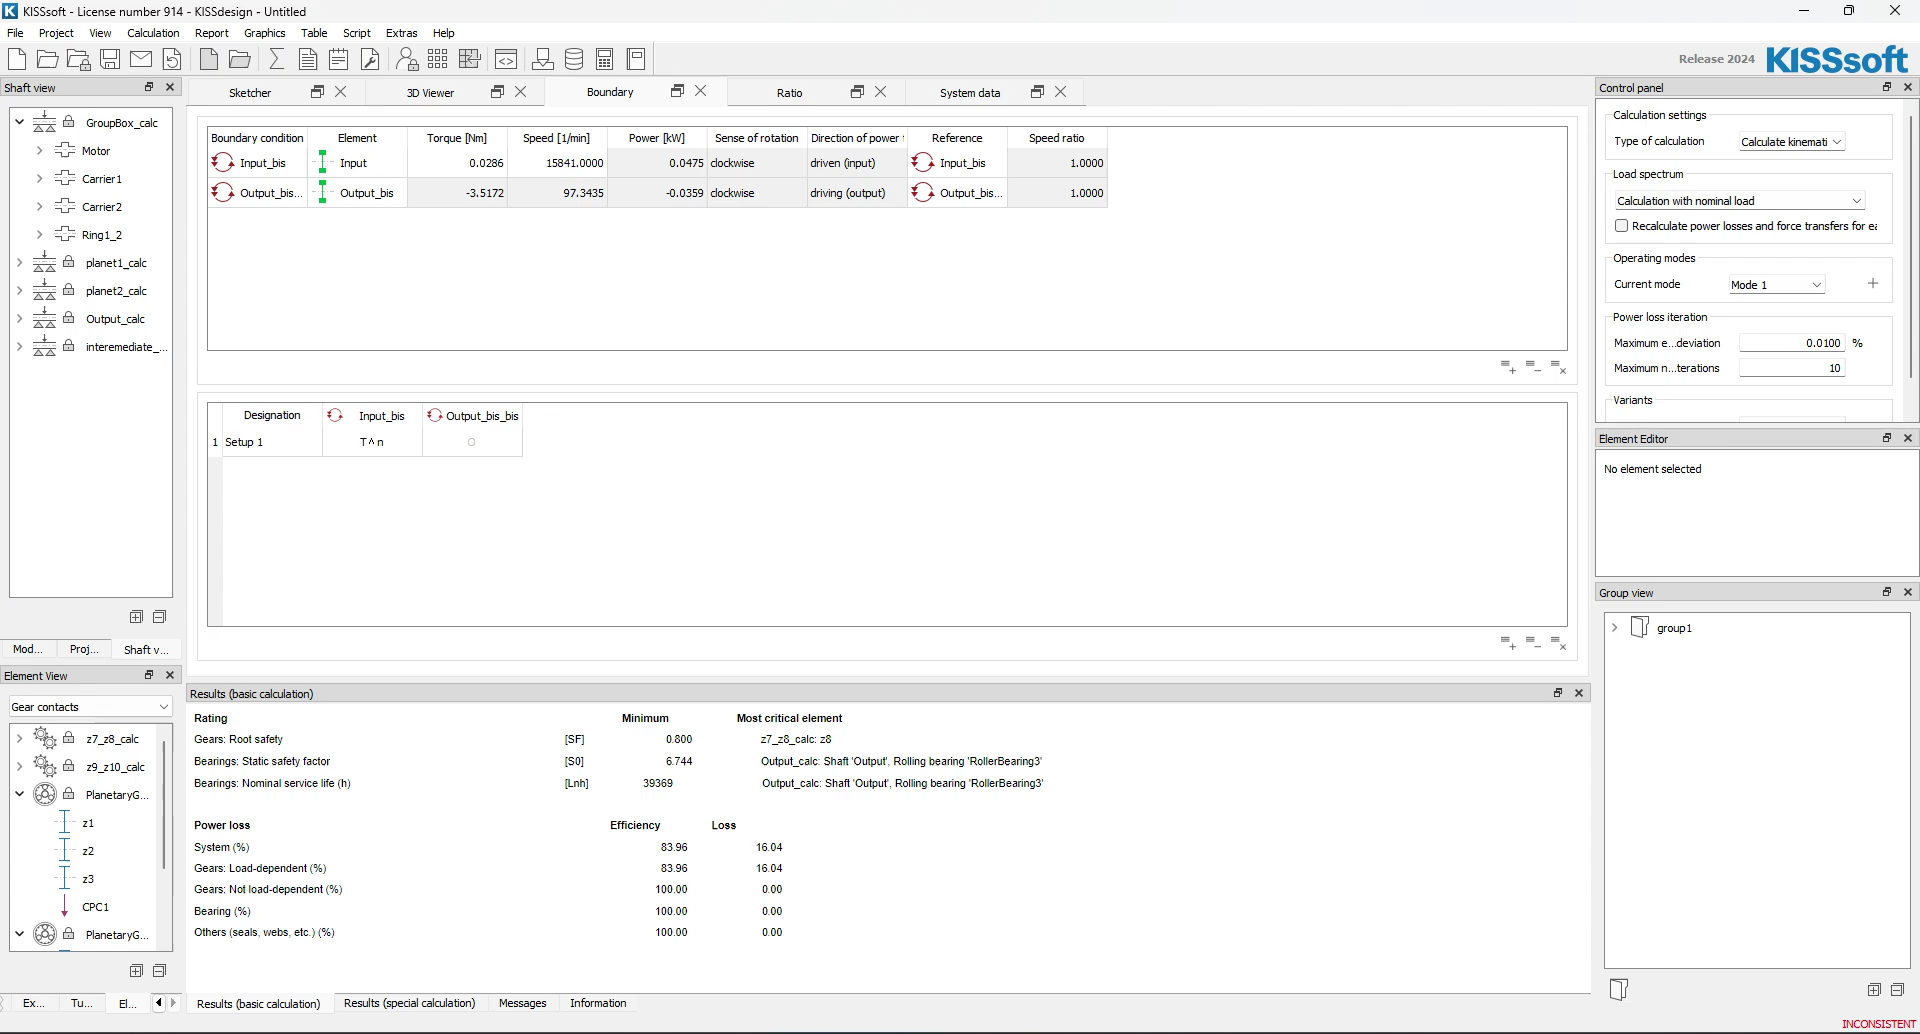 KISSsoft - License number 914 - KISSdesign - Untitled
File Project View Calculation Report Graphics Table Script Extras Help
Release 2024 KISSsoft
Shaft view
GroupBox_calc
Motor
Carrier1
Carrier2
Ring1_2
planet1_calc
planet2_calc
Output_calc
interemediate_...
Mod... Proj... Shaft v...
Element View
Gear contacts
z7_z8_calc
z9_z10_calc
PlanetaryG...
z1
z2
z3
CPC1
PlanetaryG...
Ex... Tu... El...
Sketcher 3D Viewer Boundary Ratio System data
Boundary condition Element Torque [Nm] Speed [1/min] Power [kW] Sense of rotation Direction of power Reference Speed ratio
Input_bis Input 0.0286 15841.0000 0.0475 clockwise driven (input) Input_bis 1.0000
Output_bis... Output_bis -3.5172 97.3435 -0.0359 clockwise driving (output) Output_bis... 1.0000
Designation Input_bis Output_bis_bis
1 Setup 1 T^n O
Results (basic calculation)
Rating Minimum Most critical element
Gears: Root safety [SF] 0.800 z7_z8_calc: z8
Bearings: Static safety factor [S0] 6.744 Output_calc: Shaft 'Output', Rolling bearing 'RollerBearing3'
Bearings: Nominal service life (h) [Lnh] 39369 Output_calc: Shaft 'Output', Rolling bearing 'RollerBearing3'
Power loss Efficiency Loss
System (%) 83.96 16.04
Gears: Load-dependent (%) 83.96 16.04
Gears: Not load-dependent (%) 100.00 0.00
Bearing (%) 100.00 0.00
Others (seals, webs, etc.) (%) 100.00 0.00
Results (basic calculation) Results (special calculation) Messages Information
Control panel
Calculation settings
Type of calculation Calculate kinemati
Load spectrum
Calculation with nominal load
Recalculate power losses and force transfers for ea
Operating modes
Current mode Mode 1 +
Power loss iteration
Maximum e...deviation 0.0100 %
Maximum n...terations 10
Variants
Element Editor
No element selected
Group view
group1
INCONSISTENT